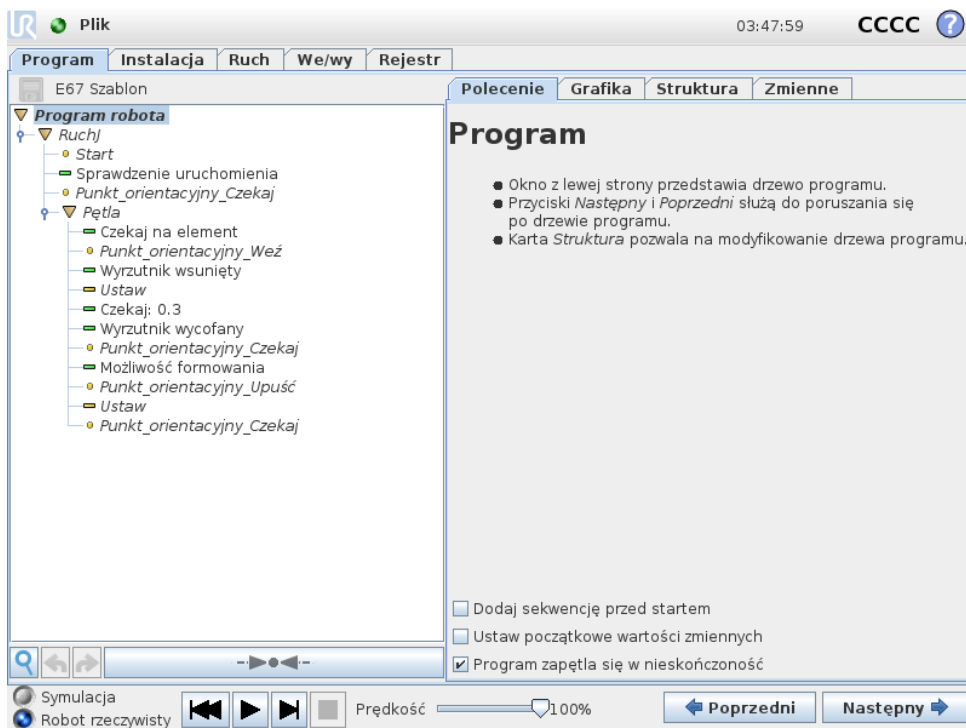 UR Plik 03:47:59 CCCC ?
Program Instalacja Ruch We/wy Rejestr
E67 Szablon
Polecenie Grafika Struktura Zmienne
Program robota
RuchJ
Start
Sprawdzenie uruchomienia
Punkt_orientacyjny_Czekaj
Pętla
Czekaj na element
Punkt_orientacyjny_Weź
Wyrzutnik wsunięty
Ustaw
Czekaj: 0.3
Wyrzutnik wycofany
Punkt_orientacyjny_Czekaj
Możliwość formowania
Punkt_orientacyjny_Upuść
Ustaw
Punkt_orientacyjny_Czekaj
Program
Okno z lewej strony przedstawia drzewo programu.
Przyciski Następny i Poprzedni służą do poruszania się
po drzewie programu.
Karta Struktura pozwala na modyfikowanie drzewa programu.
Dodaj sekwencję przed startem
Ustaw początkowe wartości zmiennych
Program zapętla się w nieskończoność
Symulacja
Robot rzeczywisty
Prędkość 100%
Poprzedni Następny